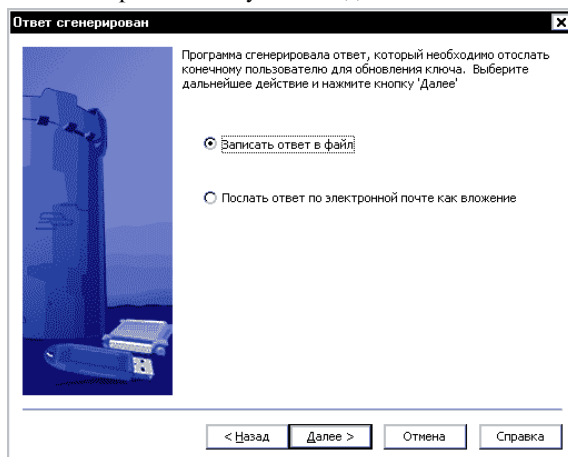 Ответ сгенерирован
Программа сгенерировала ответ, который необходимо отослать
конечному пользователю для обновления ключа. Выберите
дальнейшее действие и нажмите кнопку 'Далее'
Записать ответ в файл
Послать ответ по электронной почте как вложение
< Назад Далее > Отмена Справка